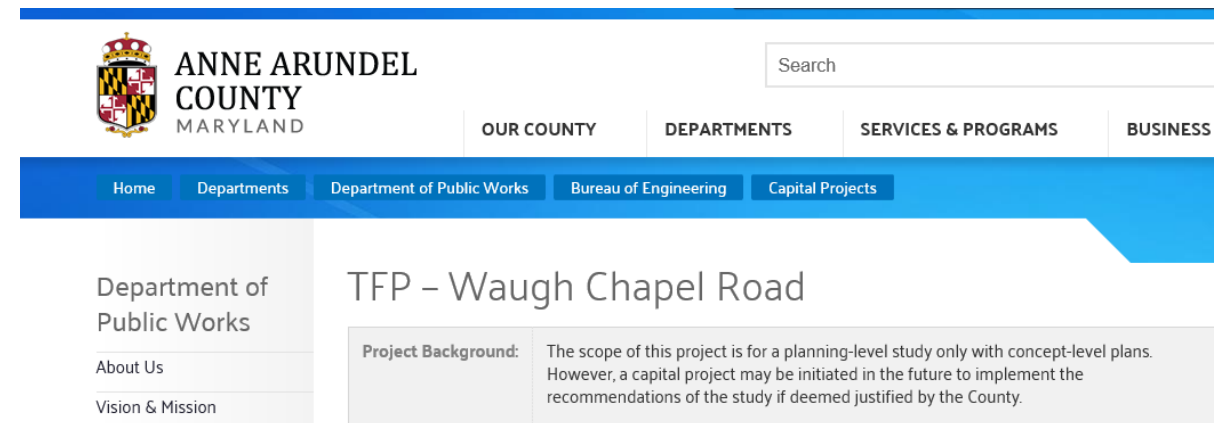 ANNE ARUNDEL
COUNTY
MARYLAND
Search
OUR COUNTY
DEPARTMENTS
SERVICES & PROGRAMS
BUSINESS
Home
Departments
Department of Public Works
Bureau of Engineering
Capital Projects
Department of
Public Works
About Us
Vision & Mission
TFP – Waugh Chapel Road
Project Background:
The scope of this project is for a planning-level study only with concept-level plans.
However, a capital project may be initiated in the future to implement the
recommendations of the study if deemed justified by the County.